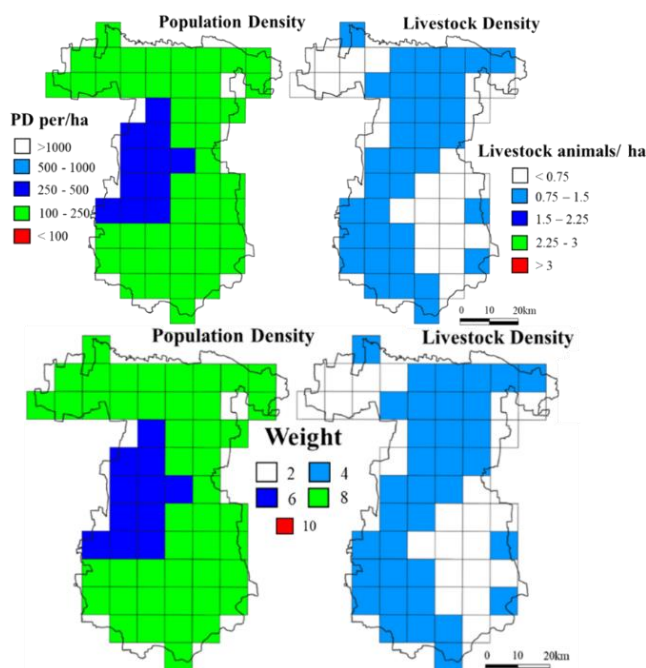 Population Density
Livestock Density
PD per/ha
>1000
500 - 1000
250 - 500
100 - 250
< 100
Livestock animals/ ha
< 0.75
0.75 – 1.5
1.5 – 2.25
2.25 - 3
> 3
0 10 20km
Population Density
Livestock Density
Weight
2 4
6 8
10
0 10 20km